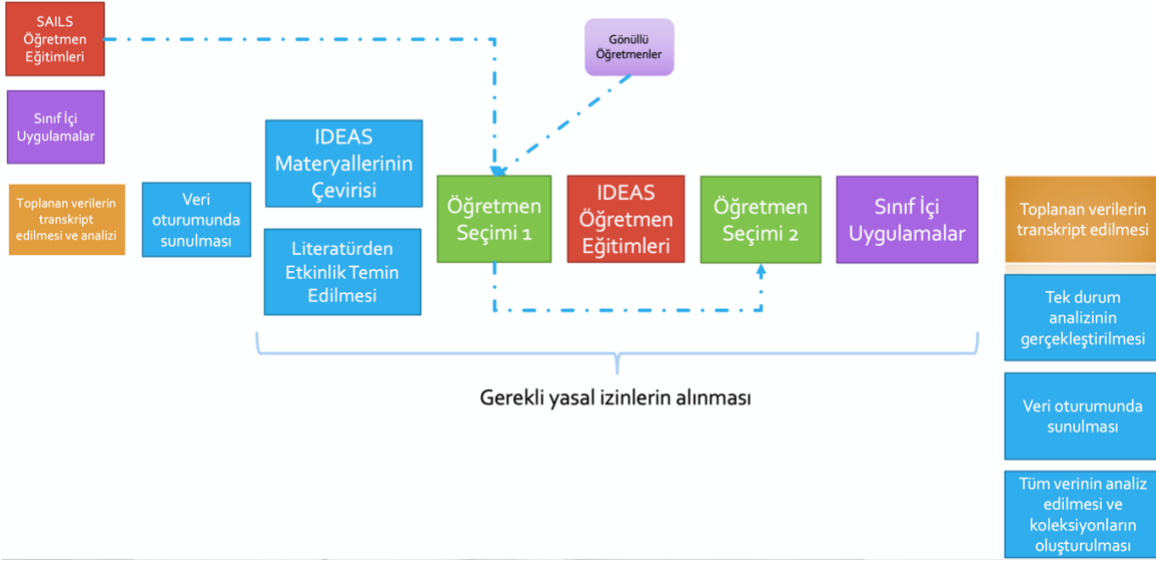 SAILS
Öğretmen
Eğitimleri
Gönüllü
Öğretmenler
Sınıf İçi
Uygulamalar
IDEAS
Materyallerinin
Çevirisi
Toplanan verilerin
transkript
edilmesi ve analizi
Veri
oturumunda
sunulması
Literatürden
Etkinlik Temin
Edilmesi
Öğretmen
Seçimi 1
IDEAS
Öğretmen
Eğitimleri
Öğretmen
Seçimi 2
Sınıf İçi
Uygulamalar
Toplanan verilerin
transkript edilmesi
Tek durum
analizinin
gerçekleştirilmesi
Veri oturumunda
sunulması
Tüm verinin analiz
edilmesi ve
koleksiyonların
oluşturulması
Gerekli yasal izinlerin alınması